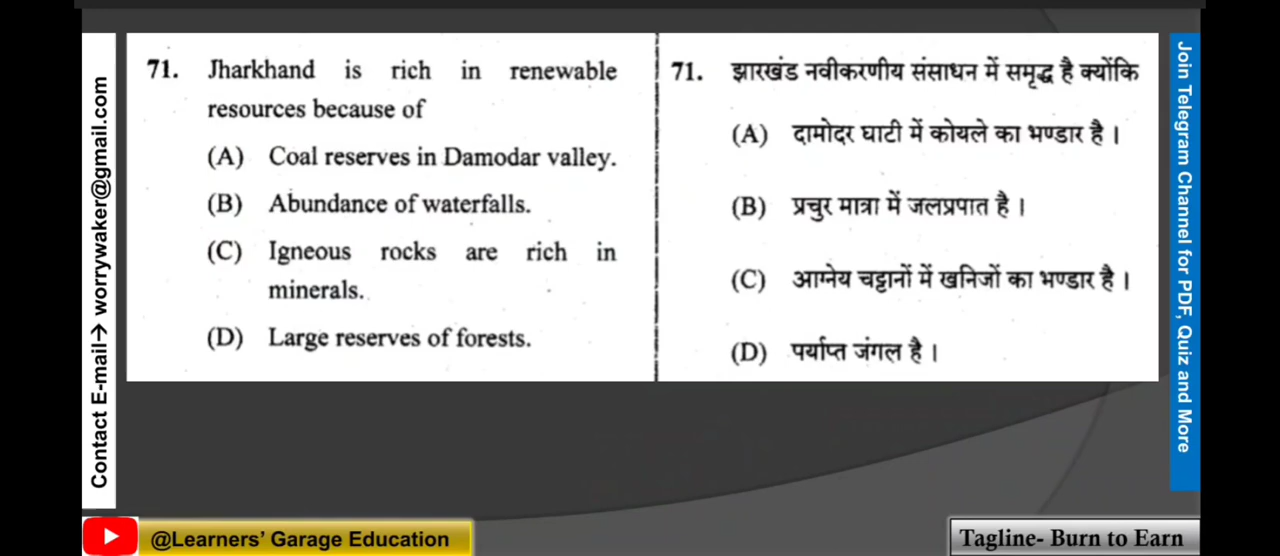 71. Jharkhand is rich in renewable
resources because of
(A) Coal reserves in Damodar valley.
(B) Abundance of waterfalls.
(C) Igneous rocks are rich in
minerals.
(D) Large reserves of forests.
71. झारखंड नवीकरणीय संसाधन में समृद्ध है क्योंकि
(A) दामोदर घाटी में कोयले का भण्डार है ।
(B) प्रचुर मात्रा में जलप्रपात है ।
(C) आग्नेय चट्टानों में खनिजों का भण्डार है ।
(D) पर्याप्त जंगल है ।
Contact E-mail→ worrywaker@gmail.com
Join Telegram Channel for PDF, Quiz and More
@Learners’ Garage Education
Tagline- Burn to Earn